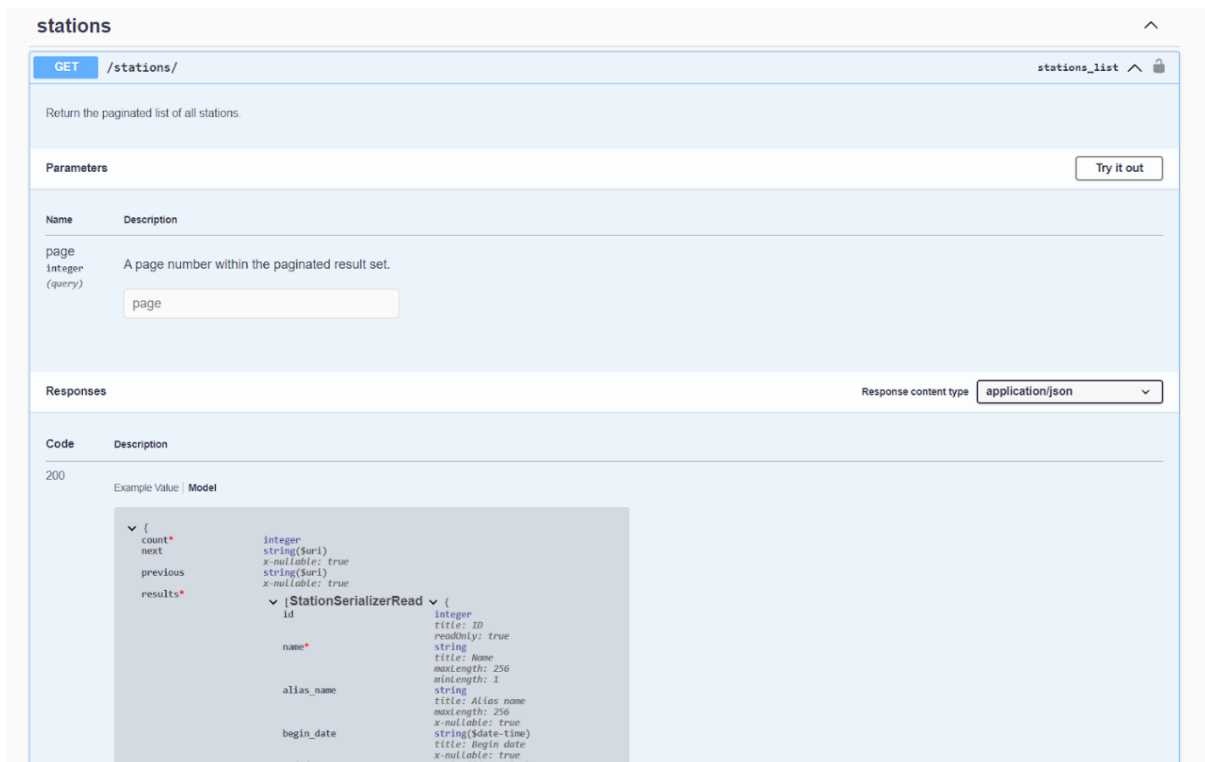 stations
GET /stations/ stations_list
Return the paginated list of all stations.
Parameters Try it out
Name Description
page
integer
(query)
A page number within the paginated result set.
page
Responses Response content type application/json
Code Description
200
Example Value | Model
{
count* integer
next string($uri)
x-nullable: true
previous string($uri)
x-nullable: true
results*
[StationSerializerRead {
id integer
title: ID
readOnly: true
name* string
title: Name
maxLength: 256
minLength: 1
alias_name string
title: Alias name
maxLength: 256
x-nullable: true
begin_date string($date-time)
title: Begin date
x-nullable: true